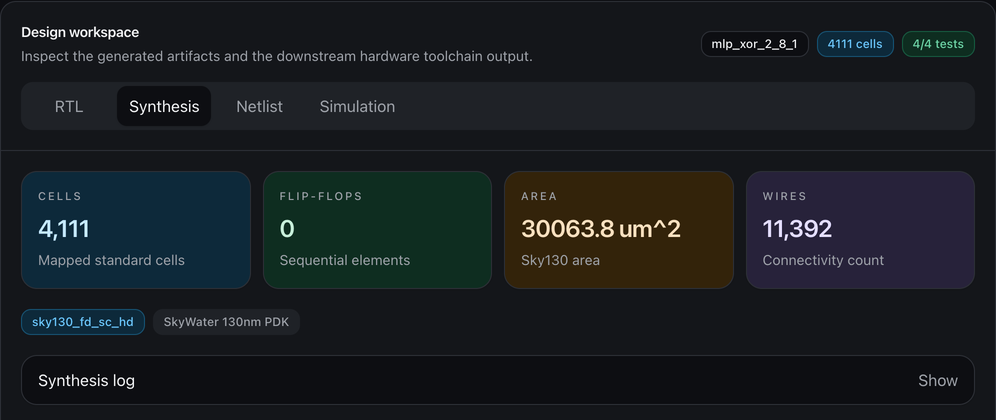 Design workspace
Inspect the generated artifacts and the downstream hardware toolchain output.
mlp_xor_2_8_1
4111 cells
4/4 tests
RTL
Synthesis
Netlist
Simulation
CELLS
4,111
Mapped standard cells
FLIP-FLOPS
0
Sequential elements
AREA
30063.8 um^2
Sky130 area
WIRES
11,392
Connectivity count
sky130_fd_sc_hd
SkyWater 130nm PDK
Synthesis log
Show